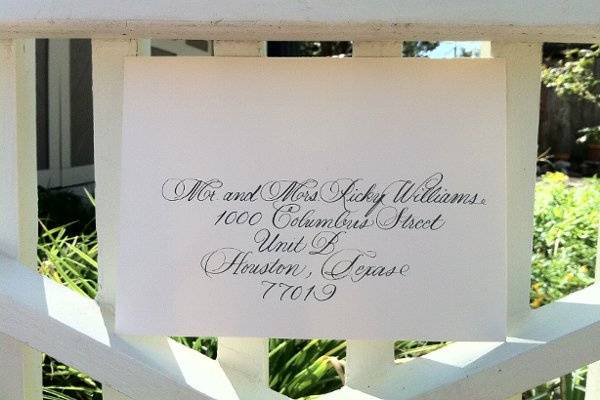 Mr. and Mrs Ricky Williams
1000 Columbus Street
Unit B
Houston, Texas
77019